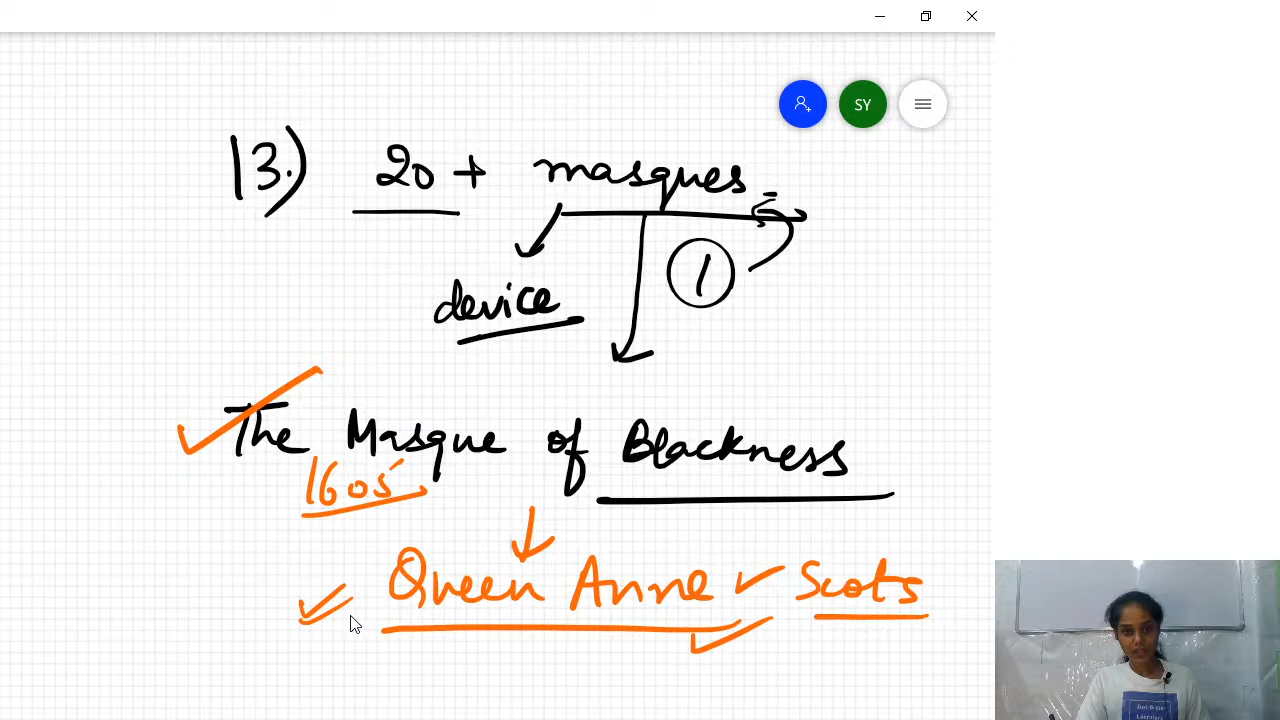 SY
13.) 20 + masques
1
device
The Masque of Blackness
1605
Queen Anne Scots